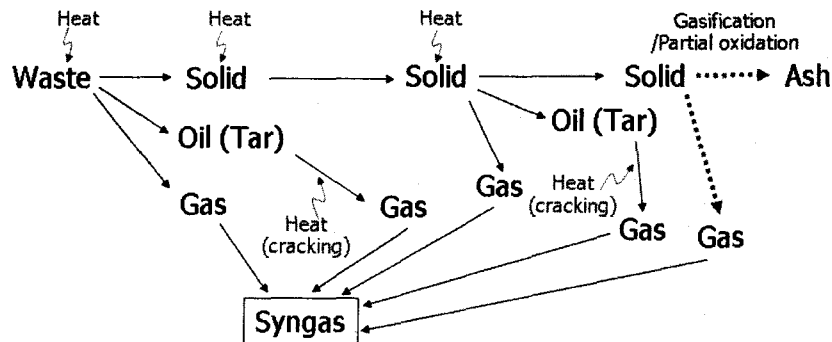 Heat
Heat
Heat
Gasification
/Partial oxidation
Waste
Solid
Solid
Solid
Ash
Oil (Tar)
Oil (Tar)
Gas
Heat
(cracking)
Gas
Gas
Heat
(cracking)
Gas
Gas
Syngas